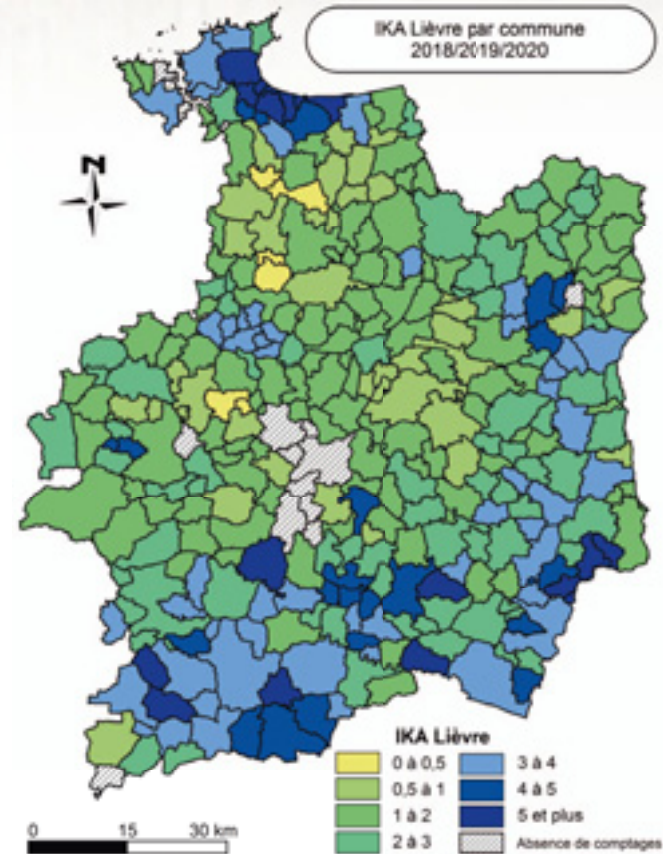 IKA Lièvre par commune
2018/2019/2020
N
IKA Lièvre
0 à 0,5
0,5 à 1
1 à 2
2 à 3
3 à 4
4 à 5
5 et plus
Absence de comptages
0 15 30 km